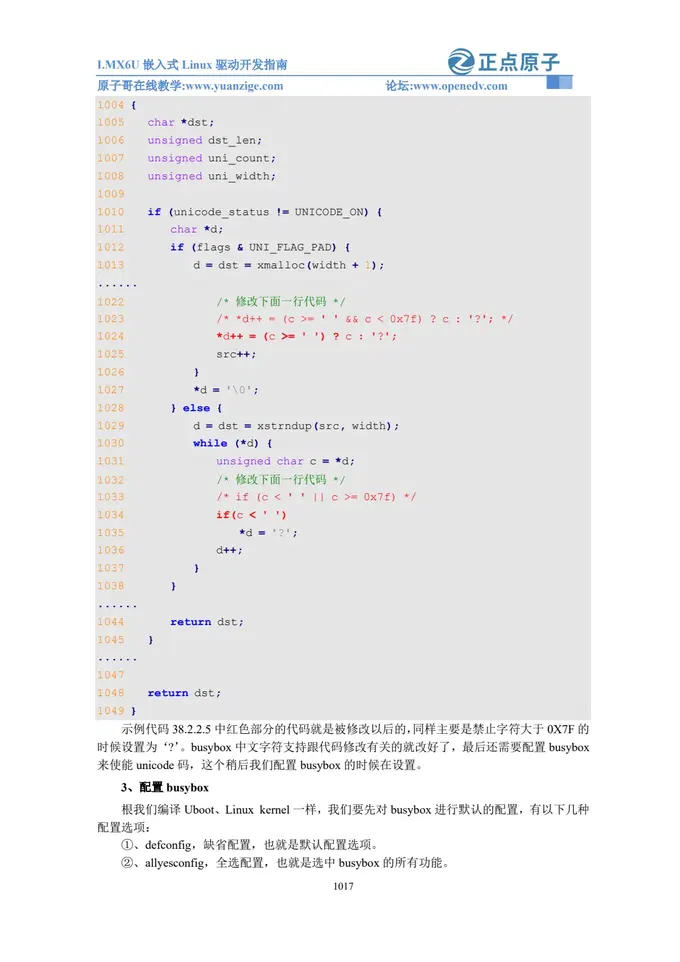 I.MX6U 嵌入式 Linux 驱动开发指南
正点原子
原子哥在线教学:www.yuanzige.com 论坛:www.openedv.com
1004 {
1005 char *dst;
1006 unsigned dst_len;
1007 unsigned uni_count;
1008 unsigned uni_width;
1009
1010 if (unicode_status != UNICODE_ON) {
1011 char *d;
1012 if (flags & UNI_FLAG_PAD) {
1013 d = dst = xmalloc(width + 1);
......
1022 /* 修改下面一行代码 */
1023 /* *d++ = (c >= ' ' && c < 0x7f) ? c : '?'; */
1024 *d++ = (c >= ' ') ? c : '?';
1025 src++;
1026 }
1027 *d = '\0';
1028 } else {
1029 d = dst = xstrndup(src, width);
1030 while (*d) {
1031 unsigned char c = *d;
1032 /* 修改下面一行代码 */
1033 /* if (c < ' ' || c >= 0x7f) */
1034 if(c < ' ')
1035 *d = '?';
1036 d++;
1037 }
1038 }
......
1044 return dst;
1045 }
......
1047
1048 return dst;
1049 }
示例代码 38.2.2.5 中红色部分的代码就是被修改以后的，同样主要是禁止字符大于 0X7F 的
时候设置为‘?’。busybox 中文字符支持跟代码修改有关的就改好了，最后还需要配置 busybox
来使能 unicode 码，这个稍后我们配置 busybox 的时候在设置。
3、配置 busybox
根我们编译 Uboot、Linux kernel 一样，我们要先对 busybox 进行默认的配置，有以下几种
配置选项：
①、defconfig，缺省配置，也就是默认配置选项。
②、allyesconfig，全选配置，也就是选中 busybox 的所有功能。
1017